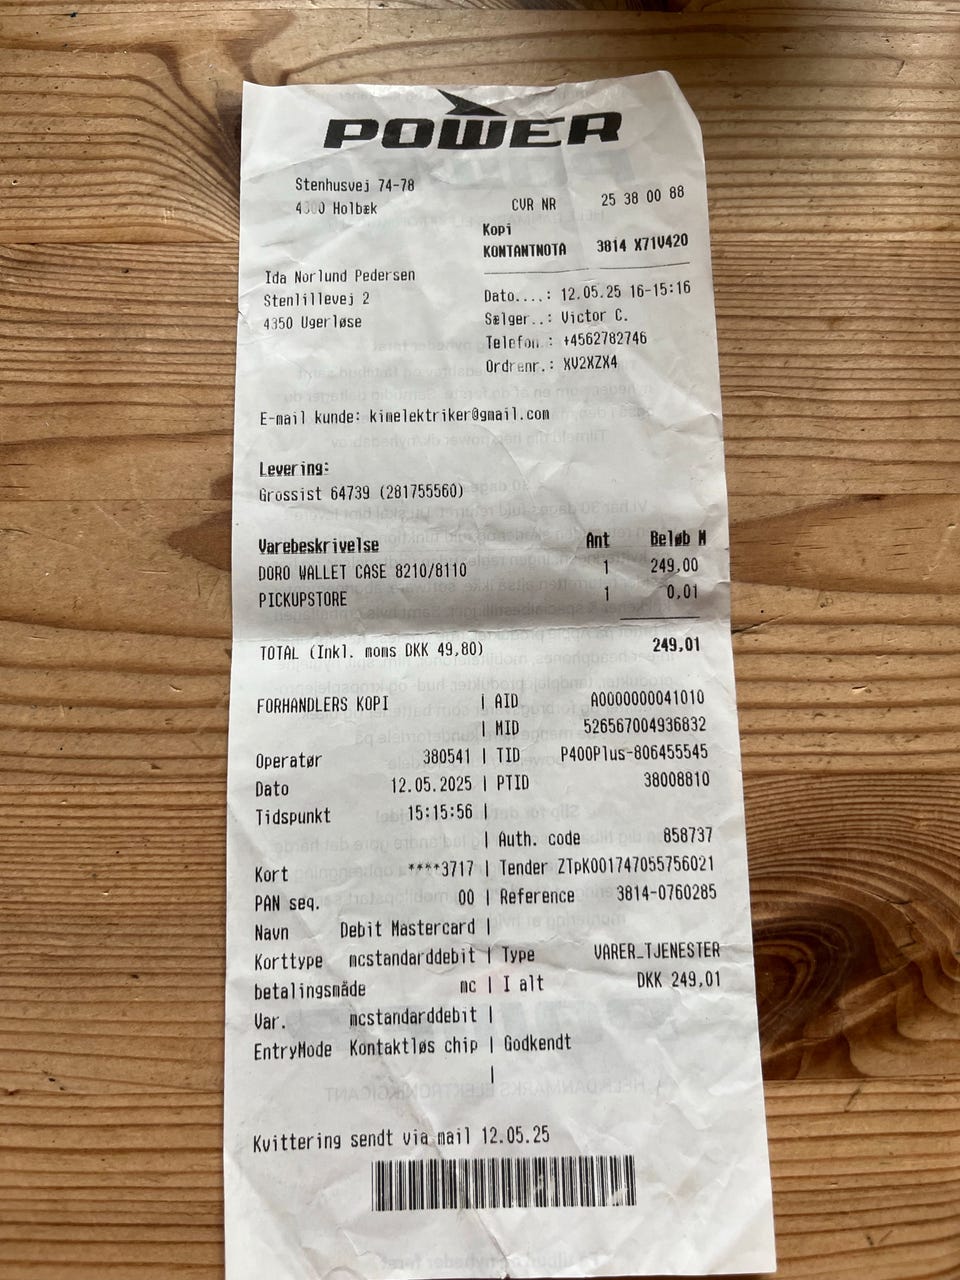 POWER
Stenhusvej 74-78
4300 Holbæk
CVR NR 25 38 00 88
Kopi
KONTANTNOTA 3814 X71V420
Ida Norlund Pedersen
Stenlillevej 2
4350 Ugerløse
Dato....: 12.05.25 16-15:16
Sælger..: Victor C.
Telefon.: +4562782746
Ordrenr.: XV2XZX4
E-mail kunde: kimelektriker@gmail.com
Levering:
Grossist 64739 (281755560)
Varebeskrivelse Ant Beløb M
DORO WALLET CASE 8210/8110 1 249,00
PICKUPSTORE 1 0,01
TOTAL (Inkl. moms DKK 49,80) 249,01
FORHANDLERS KOPI | AID A0000000041010
| MID 526567004936832
Operatør 380541 | TID P400Plus-806455545
Dato 12.05.2025 | PTID 38008810
Tidspunkt 15:15:56 |
| Auth. code 858737
Kort ****3717 | Tender ZTpK001747055756021
PAN seq. 00 | Reference 3814-0760285
Navn Debit Mastercard |
Korttype mcstandarddebit | Type VARER_TJENESTER
betalingsmåde mc | I alt DKK 249,01
Var. mcstandarddebit |
EntryMode Kontaktløs chip | Godkendt
|
Kvittering sendt via mail 12.05.25